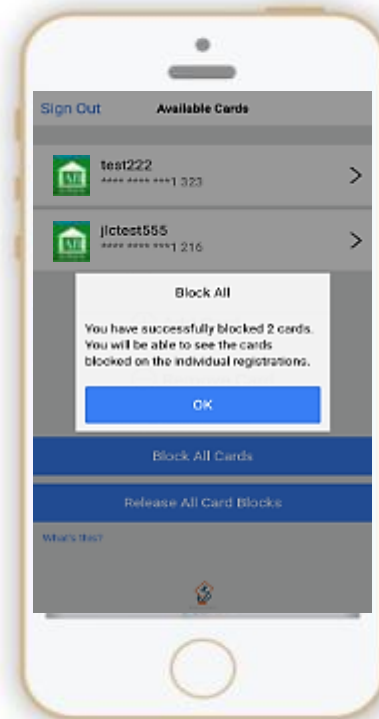 Sign Out
Available Cards
test222
**** **** ***1 323
jlctest555
**** **** ***1 216
Block All
You have successfully blocked 2 cards.
You will be able to see the cards
blocked on the individual registrations.
OK
Block All Cards
Release All Card Blocks
What's this?